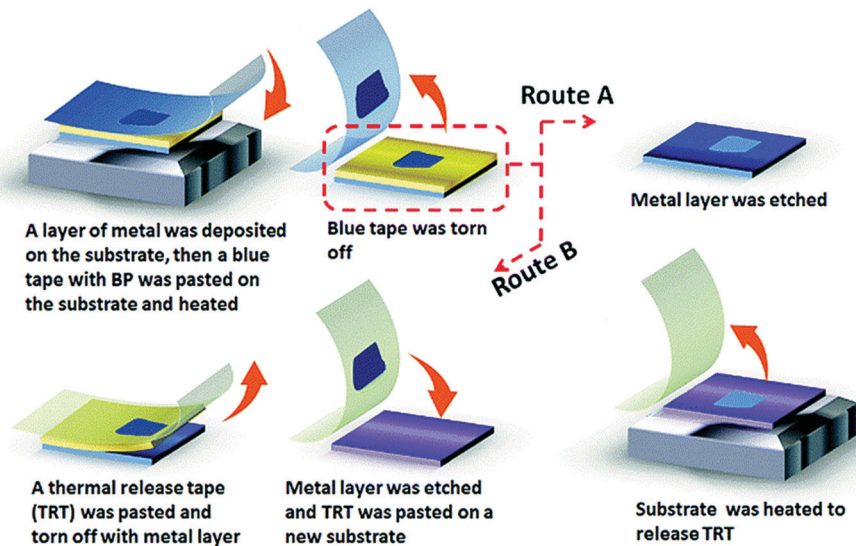 A layer of metal was deposited
on the substrate, then a blue
tape with BP was pasted on
the substrate and heated
Blue tape was torn
off
Route A
Metal layer was etched
Route B
A thermal release tape
(TRT) was pasted and
torn off with metal layer
Metal layer was etched
and TRT was pasted on a
new substrate
Substrate was heated to
release TRT